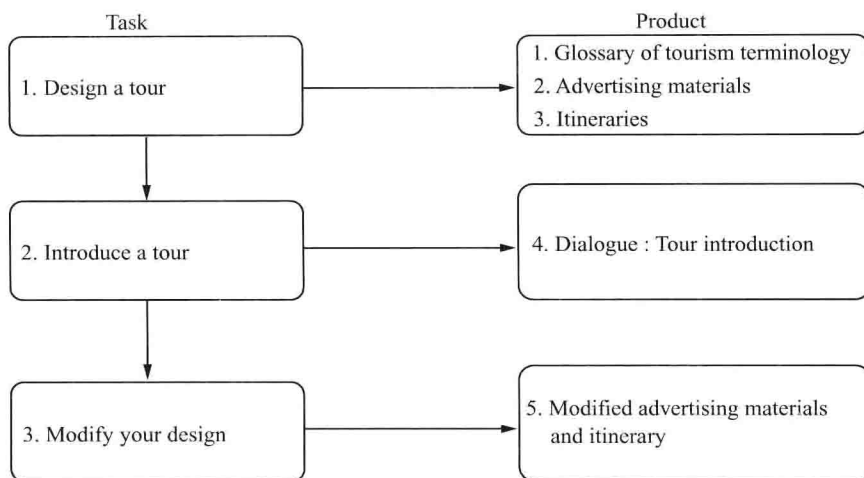 Task
Product
1. Design a tour
1. Glossary of tourism terminology
2. Advertising materials
3. Itineraries
2. Introduce a tour
4. Dialogue : Tour introduction
3. Modify your design
5. Modified advertising materials
and itinerary